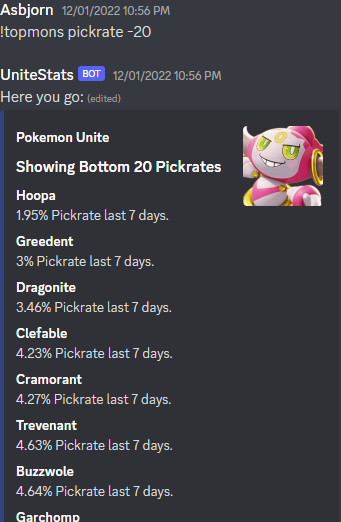 Asbjorn 12/01/2022 10:56 PM
!topmons pickrate -20
UniteStats BOT 12/01/2022 10:56 PM
Here you go: (edited)
Pokemon Unite
Showing Bottom 20 Pickrates
Hoopa
1.95% Pickrate last 7 days.
Greedent
3% Pickrate last 7 days.
Dragonite
3.46% Pickrate last 7 days.
Clefable
4.23% Pickrate last 7 days.
Cramorant
4.27% Pickrate last 7 days.
Trevenant
4.63% Pickrate last 7 days.
Buzzwole
4.64% Pickrate last 7 days.
Garchomp